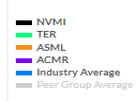 NVMI
TER
ASML
ACMR
Industry Average
Peer Group Average